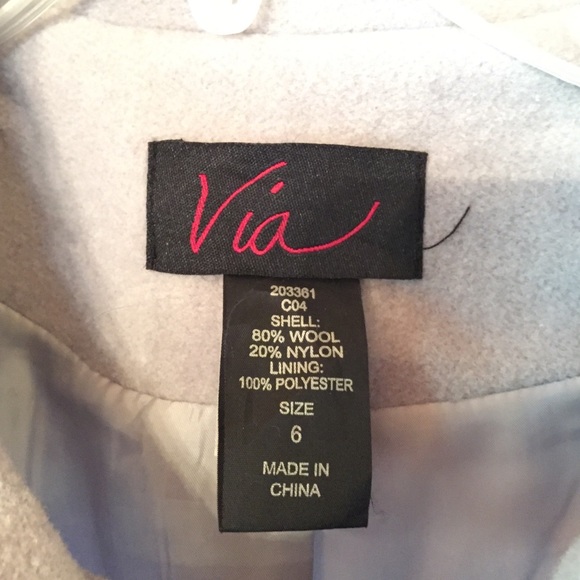 Via
203361
C04
SHELL:
80% WOOL
20% NYLON
LINING:
100% POLYESTER
SIZE
6
MADE IN
CHINA